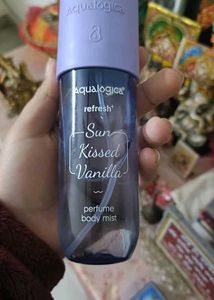 Aqualogica
Aqualogica
refresh+
Sun
Kissed
Vanilla
perfume
body mist